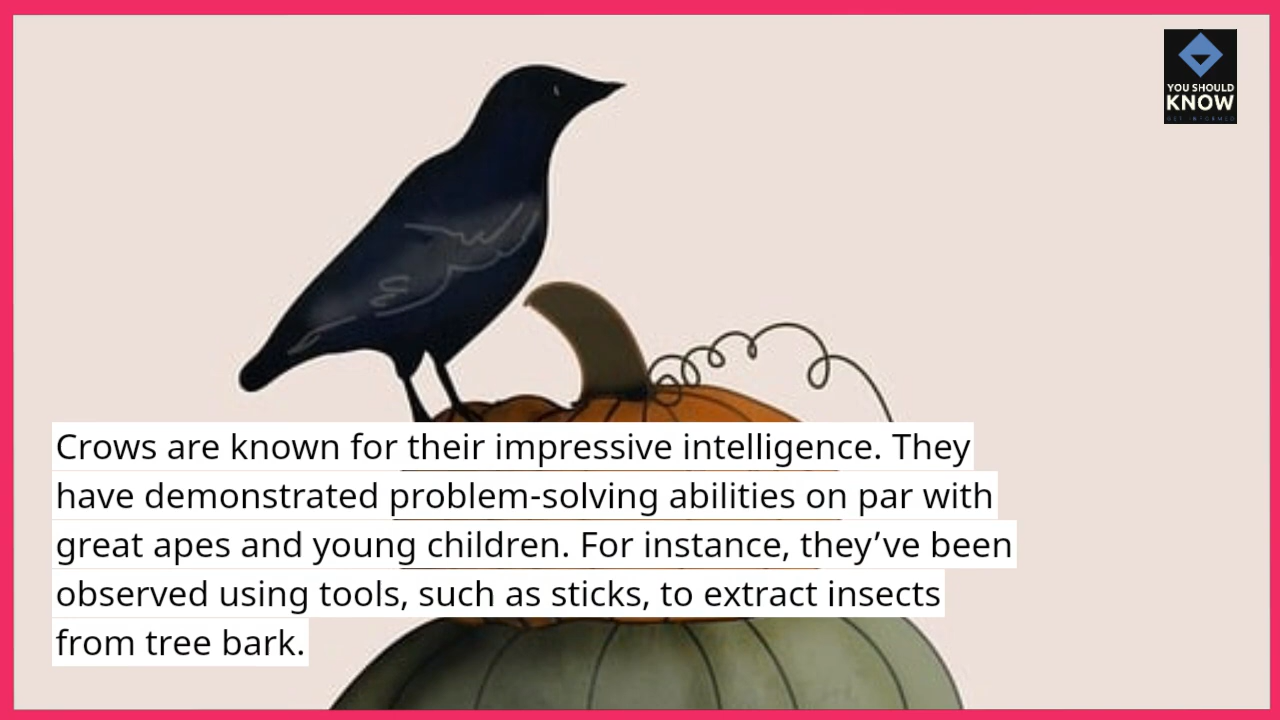 YOU SHOULD
KNOW
GET INFORMED
Crows are known for their impressive intelligence. They
have demonstrated problem-solving abilities on par with
great apes and young children. For instance, they’ve been
observed using tools, such as sticks, to extract insects
from tree bark.